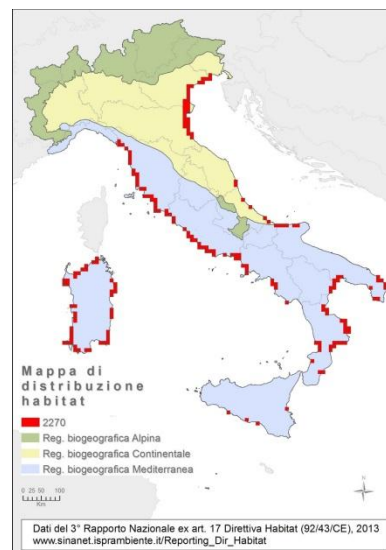 Mappa di
distribuzione
habitat
2270
Reg. biogeografica Alpina
Reg. biogeografica Continentale
Reg. biogeografica Mediterranea
0 25 50 100
Km
Dati del 3° Rapporto Nazionale ex art. 17 Direttiva Habitat (92/43/CE), 2013
www.sinanet.isprambiente.it/Reporting_Dir_Habitat